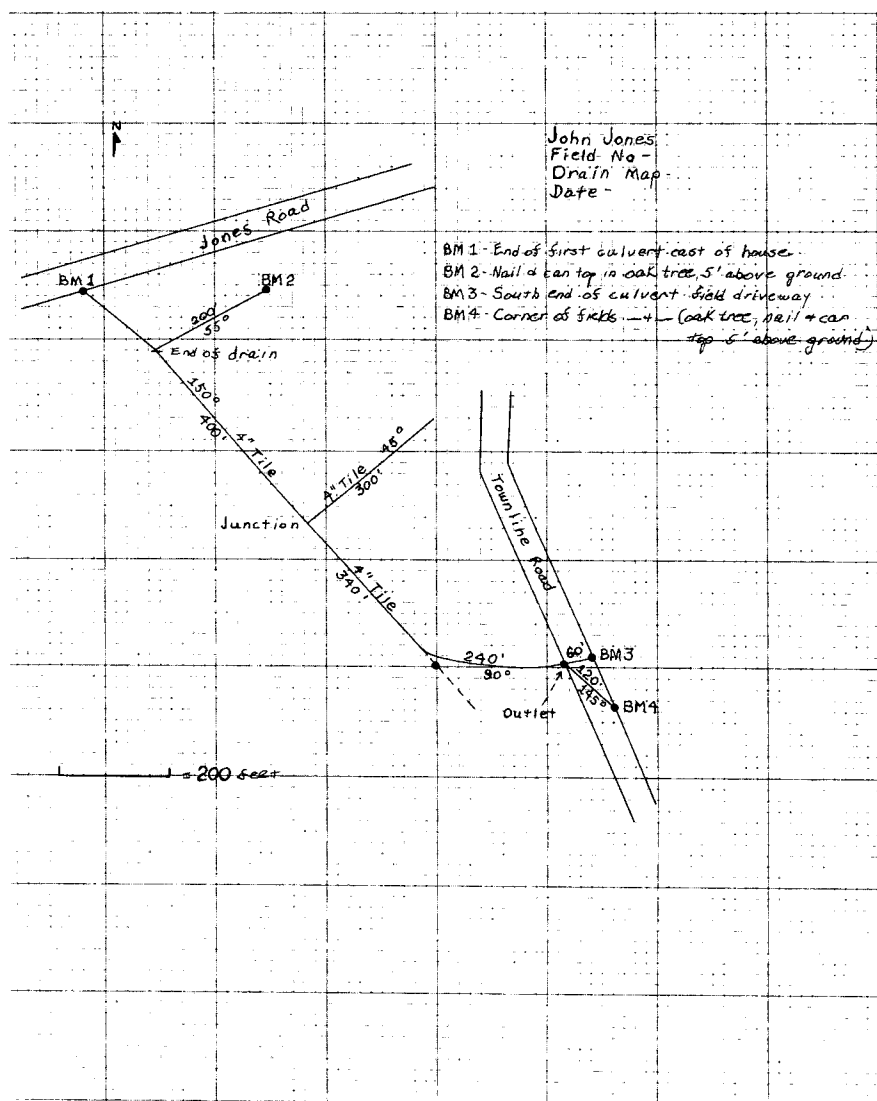 N
John Jones
Field No -
Drain Map
Date -
Jones Road
BM 1 - End of first culvert east of house
BM 2 - Nail & can top in oak tree, 5' above ground
BM 3 - South end of culvert field driveway
BM 4 - Corner of fields —+— (oak tree, nail + can
top 5' above ground)
BM 1
BM 2
200'
55°
End of drain
150°
400'
4" Tile
45°
4" Tile
300'
Junction
Townline Road
4" Tile
340'
240'
90°
60'
BM3
120'
145°
BM4
Outlet
= 200 feet